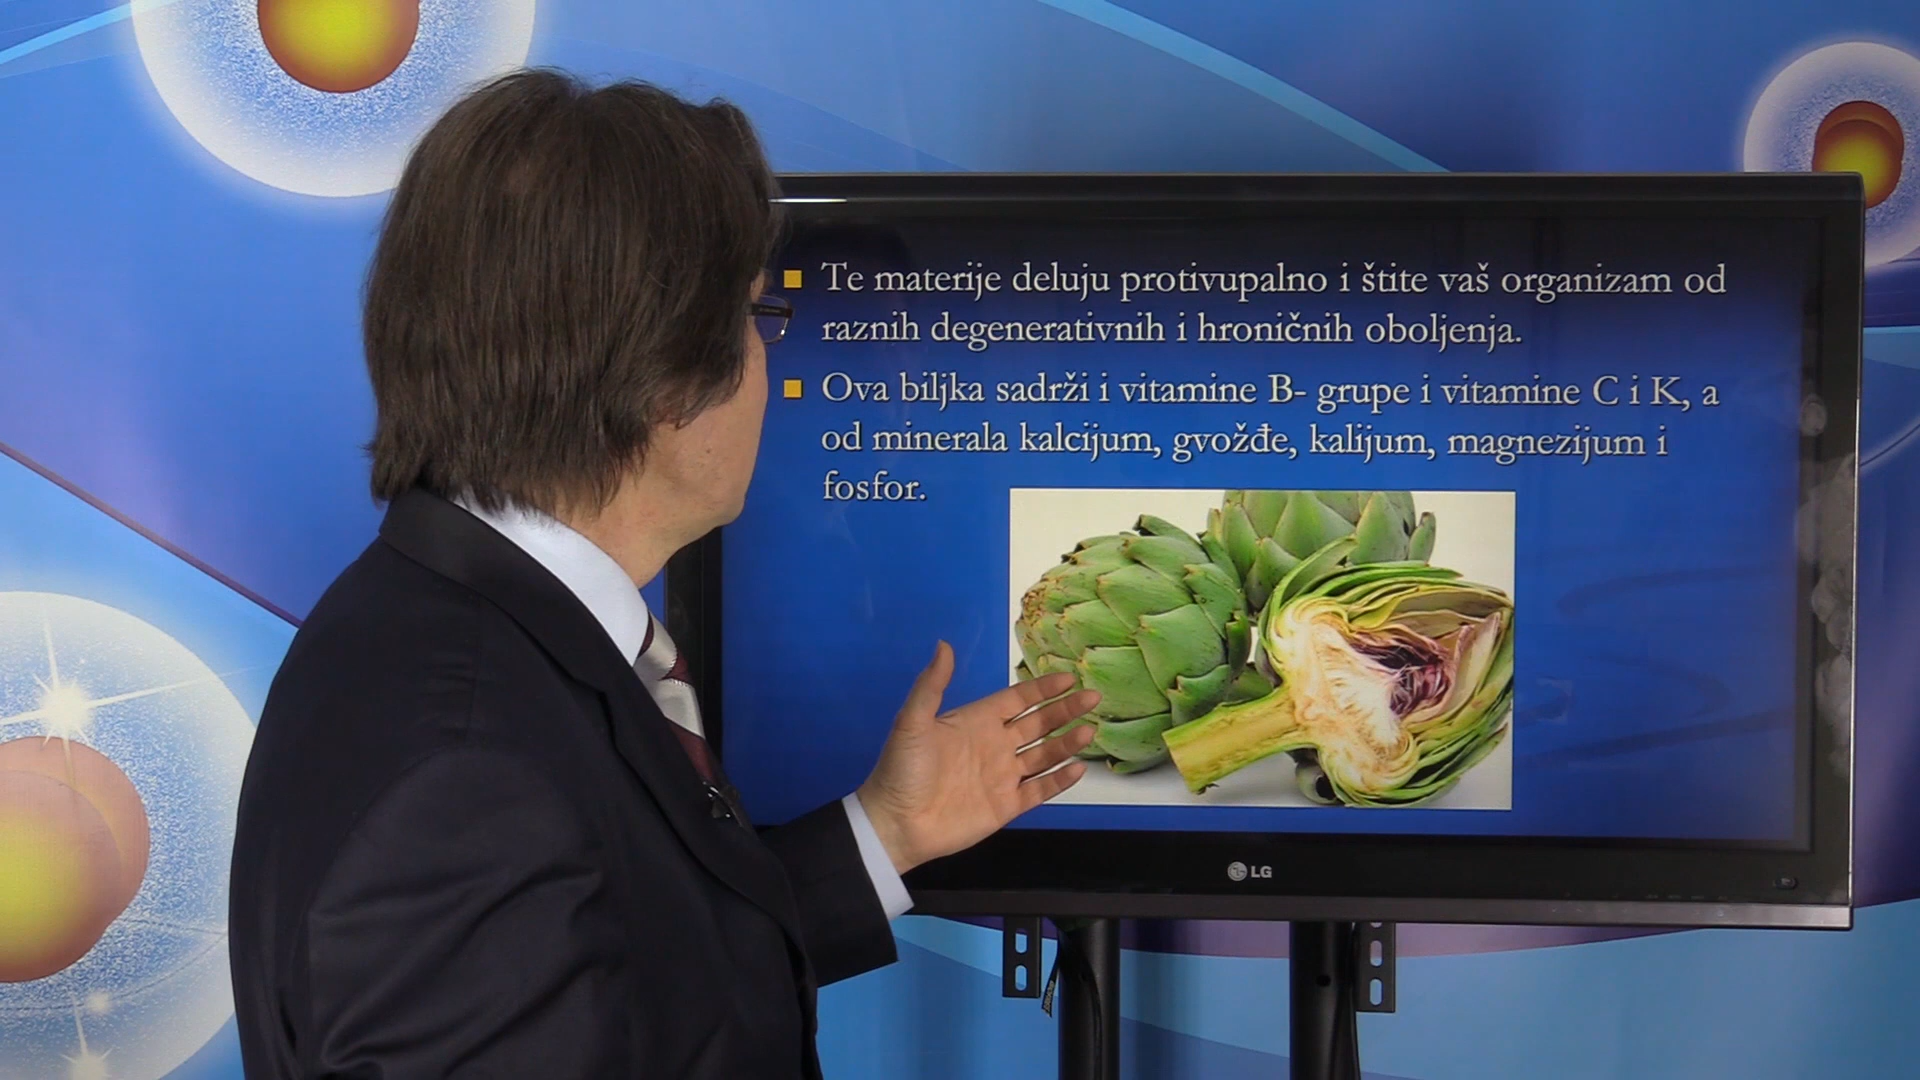 Te materije deluju protivupalno i štite vaš organizam od
raznih degenerativnih i hroničnih oboljenja.
Ova biljka sadrži i vitamine B- grupe i vitamine C i K, a
od minerala kalcijum, gvožđe, kalijum, magnezijum i
fosfor.
LG